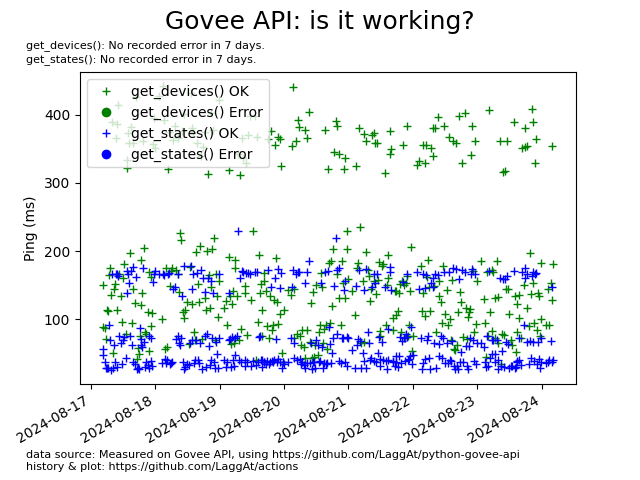 Govee API: is it working?
get_devices(): No recorded error in 7 days.
get_states(): No recorded error in 7 days.
get_devices() OK
get_devices() Error
get_states() OK
get_states() Error
Ping (ms)
400
300
200
100
2024-08-17
2024-08-18
2024-08-19
2024-08-20
2024-08-21
2024-08-22
2024-08-23
2024-08-24
data source: Measured on Govee API, using https://github.com/LaggAt/python-govee-api
history & plot: https://github.com/LaggAt/actions